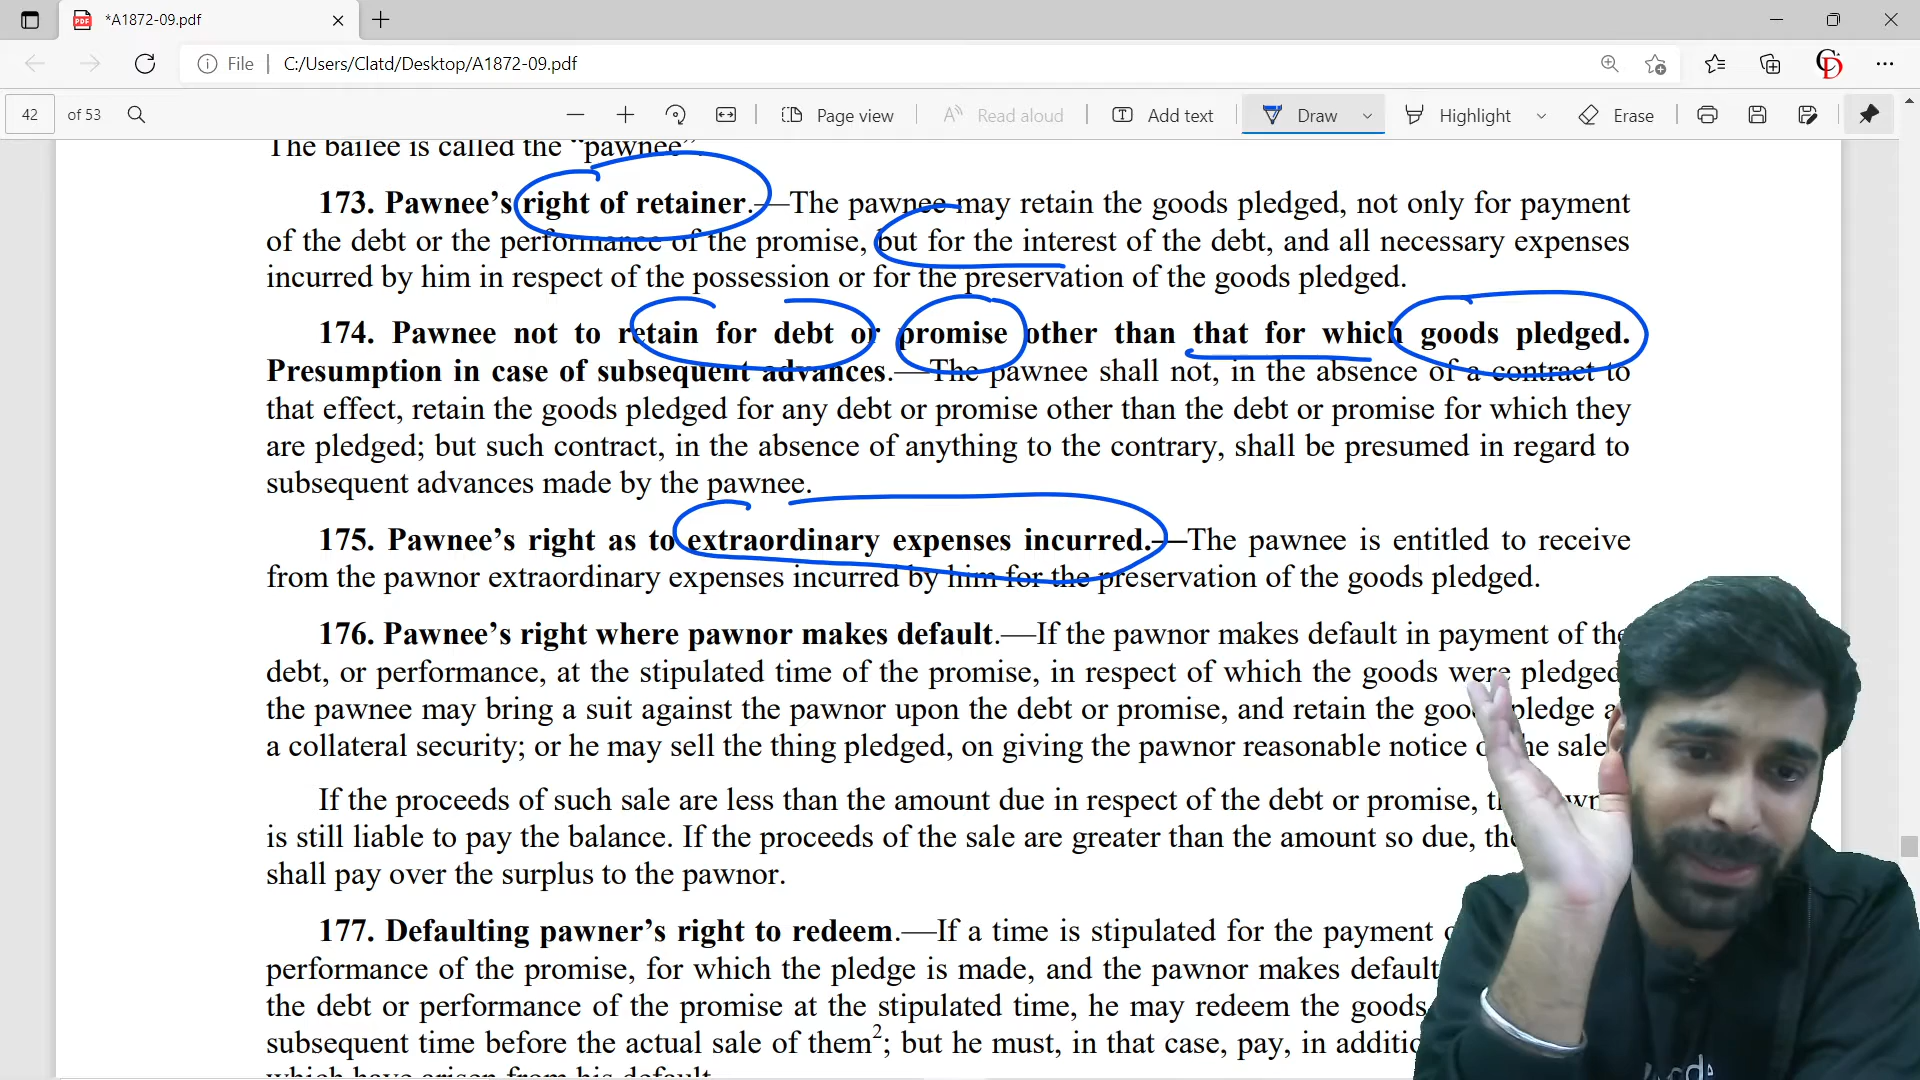 *A1872-09.pdf
File
C:/Users/Clatd/Desktop/A1872-09.pdf
42 of 53
Page view
Read aloud
Add text
Draw
Highlight
Erase
The bailee is called the “pawnee”.
173. Pawnee’s right of retainer.—The pawnee may retain the goods pledged, not only for payment
of the debt or the performance of the promise, but for the interest of the debt, and all necessary expenses
incurred by him in respect of the possession or for the preservation of the goods pledged.
174. Pawnee not to retain for debt or promise other than that for which goods pledged.
Presumption in case of subsequent advances.—The pawnee shall not, in the absence of a contract to
that effect, retain the goods pledged for any debt or promise other than the debt or promise for which they
are pledged; but such contract, in the absence of anything to the contrary, shall be presumed in regard to
subsequent advances made by the pawnee.
175. Pawnee’s right as to extraordinary expenses incurred.—The pawnee is entitled to receive
from the pawnor extraordinary expenses incurred by him for the preservation of the goods pledged.
176. Pawnee’s right where pawnor makes default.—If the pawnor makes default in payment of the
debt, or performance, at the stipulated time of the promise, in respect of which the goods were pledged
the pawnee may bring a suit against the pawnor upon the debt or promise, and retain the goods pledge
a collateral security; or he may sell the thing pledged, on giving the pawnor reasonable notice of the sale
If the proceeds of such sale are less than the amount due in respect of the debt or promise,
is still liable to pay the balance. If the proceeds of the sale are greater than the amount so due,
shall pay over the surplus to the pawnor.
177. Defaulting pawner’s right to redeem.—If a time is stipulated for the payment
performance of the promise, for which the pledge is made, and the pawnor makes default
the debt or performance of the promise at the stipulated time, he may redeem the goods
subsequent time before the actual sale of them2; but he must, in that case, pay, in
which have arisen from his default